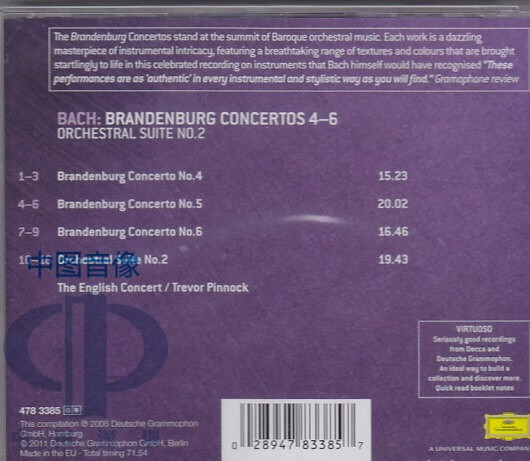 The Brandenburg Concertos stand at the summit of Baroque orchestral music. Each work is a dazzling
masterpiece of instrumental intricacy, featuring a breathtaking range of textures and colours that are brought
startlingly to life in this celebrated recording on instruments that Bach himself would have recognised "These
performances are as 'authentic' in every instrumental and stylistic way as you will find." Gramophone review
BACH: BRANDENBURG CONCERTOS 4–6
ORCHESTRAL SUITE NO.2
1–3 Brandenburg Concerto No.4 15.23
4–6 Brandenburg Concerto No.5 20.02
7–9 Brandenburg Concerto No.6 16.46
Orchestral Suite No.2 19.43
中图音像
The English Concert / Trevor Pinnock
VIRTUOSO
Seriously good recordings
from Decca and
Deutsche Grammophon.
An ideal way to build a
collection and discover more.
Quick read booklet notes
478 3385
This compilation ℗ 2008 Deutsche Grammophon
GmbH, Hamburg
© 2011 Deutsche Grammophon GmbH, Berlin
Made in the EU · Total timing 71.54
0 28947 83385 7
Deutsche
Grammophon
A UNIVERSAL MUSIC COMPAN